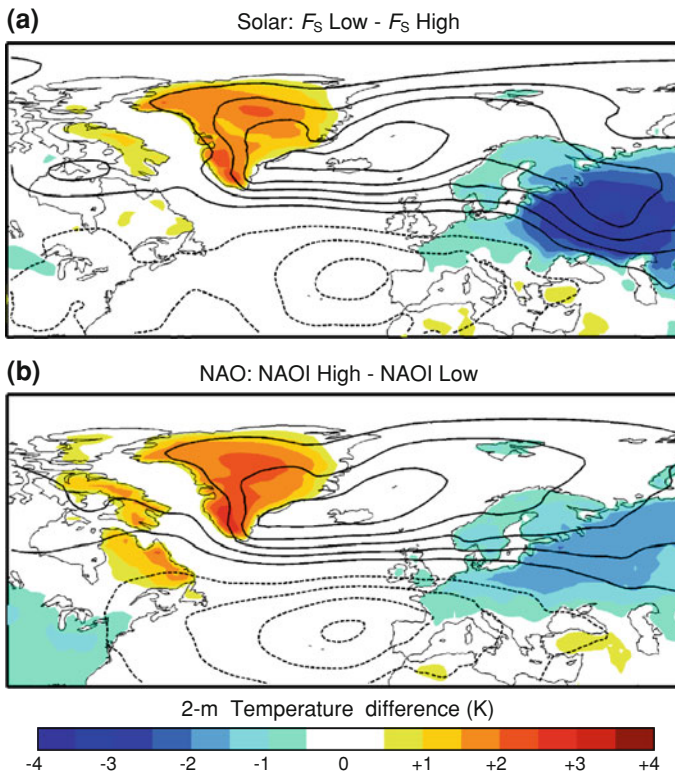 (a) Solar: FS Low - FS High
(b) NAO: NAOI High - NAOI Low
2-m Temperature difference (K)
-4 -3 -2 -1 0 +1 +2 +3 +4